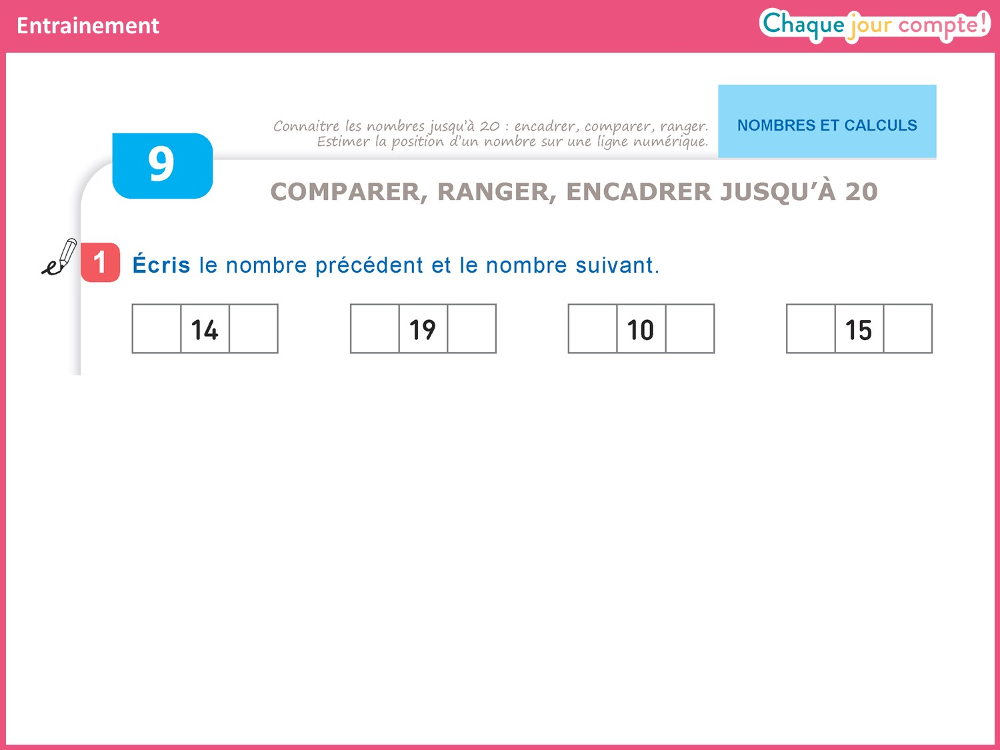 Entrainement
Chaque jour compte!
Connaitre les nombres jusqu'à 20 : encadrer, comparer, ranger.
Estimer la position d'un nombre sur une ligne numérique.
NOMBRES ET CALCULS
9
COMPARER, RANGER, ENCADRER JUSQU'À 20
e
1 Écris le nombre précédent et le nombre suivant.
14 19 10 15